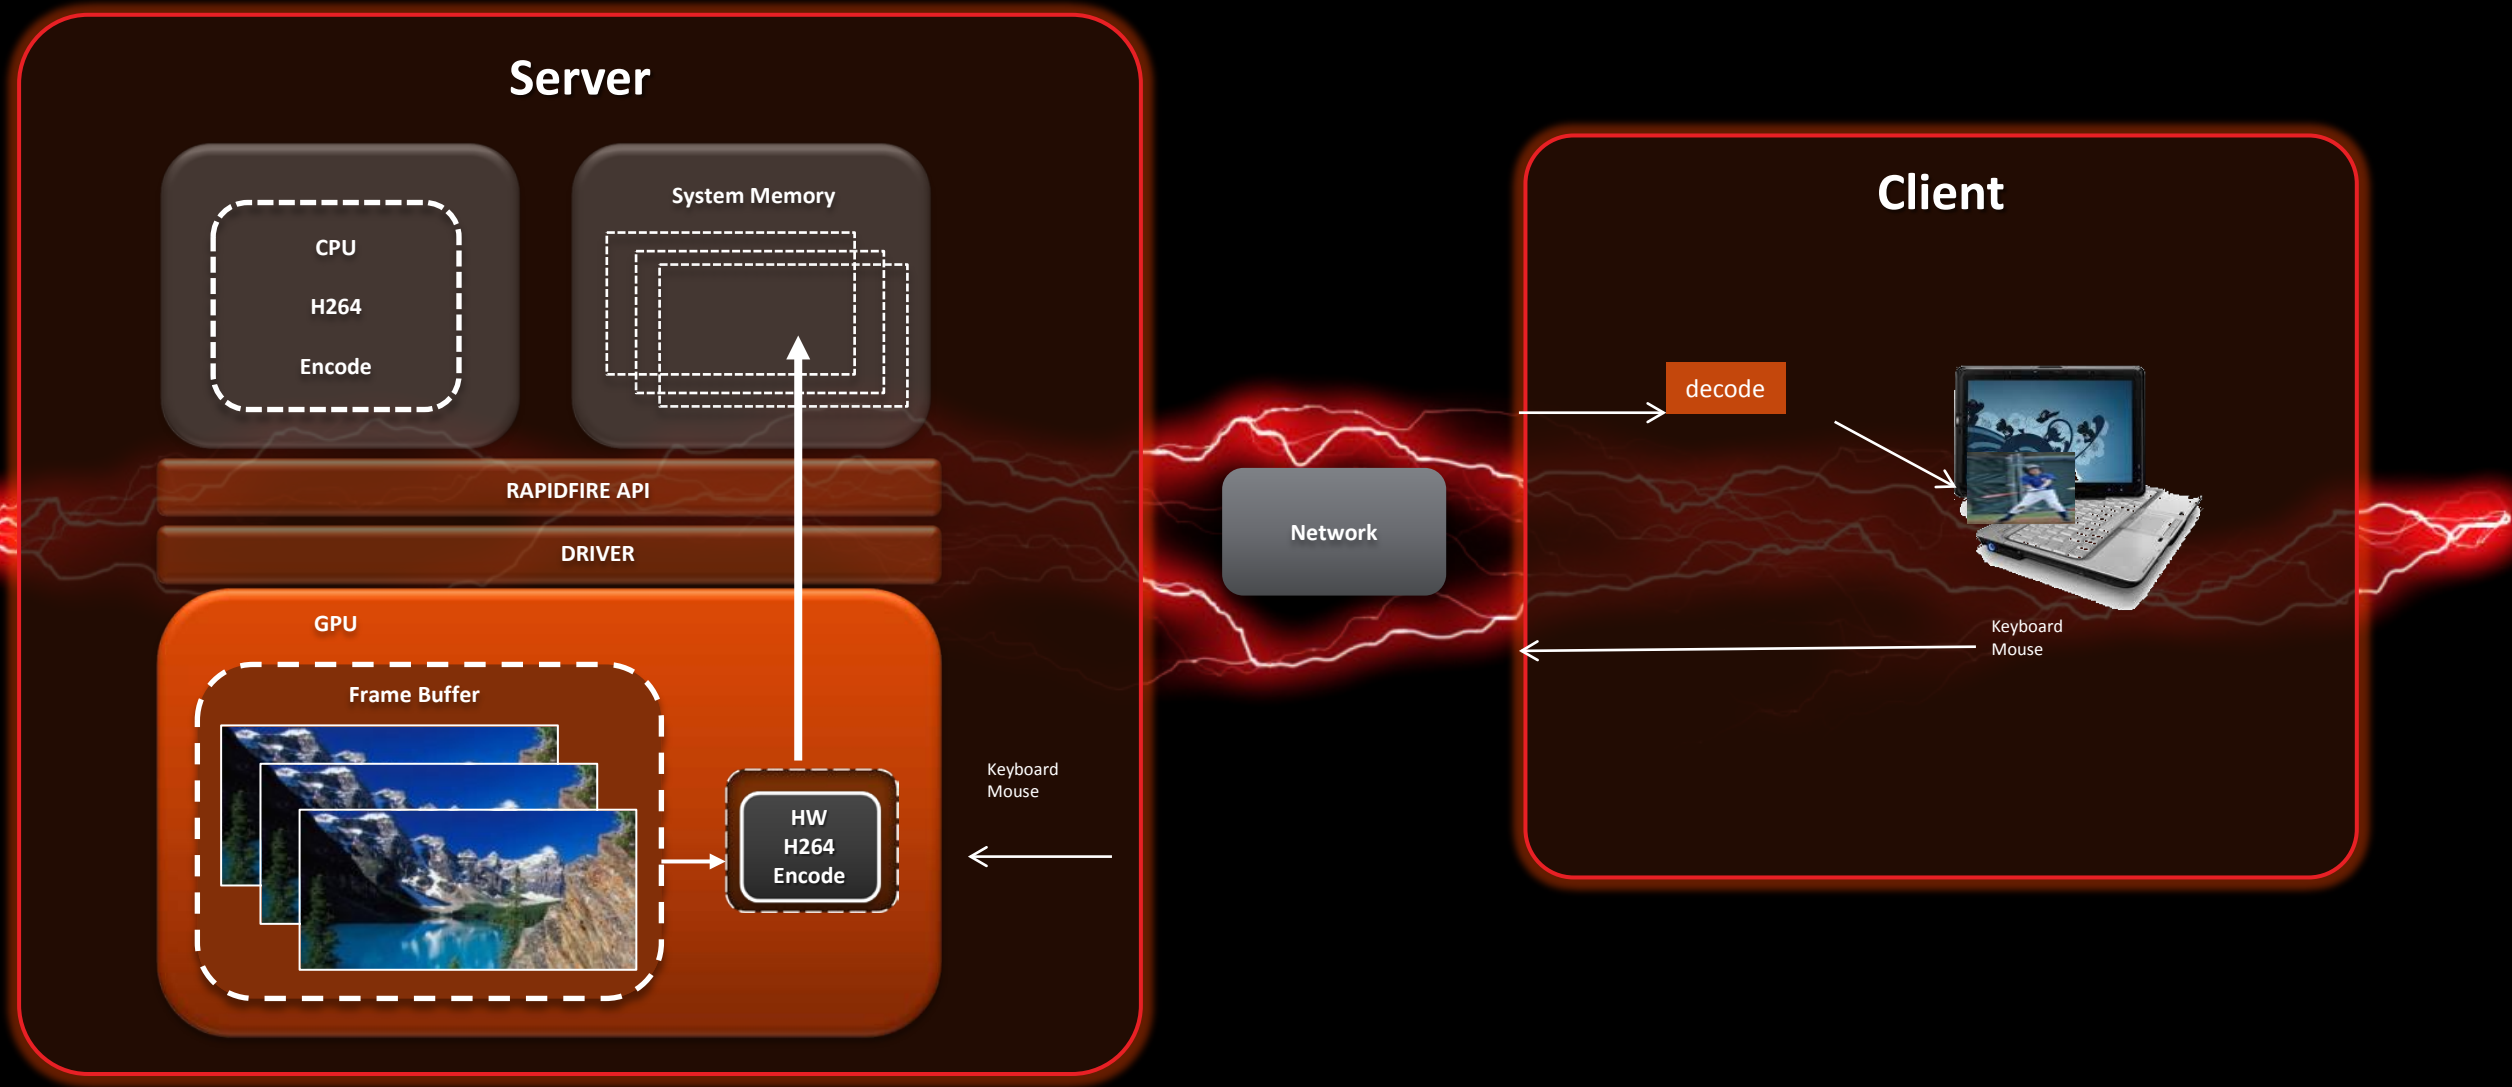 Server
CPU
H264
Encode
System Memory
RAPIDFIRE API
DRIVER
GPU
Frame Buffer
HW
H264
Encode
Keyboard
Mouse
Network
Client
decode
Keyboard
Mouse